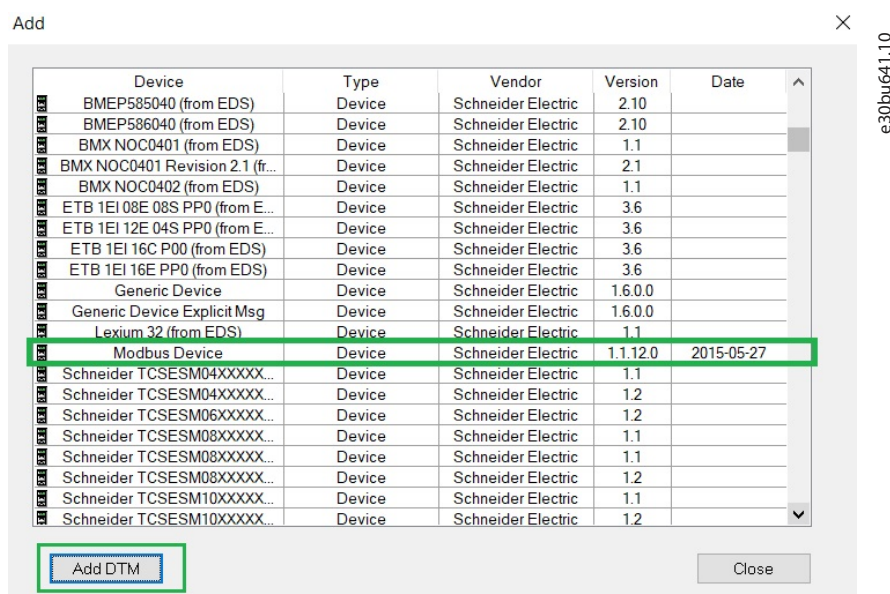 Add
e30bu641.10
Device Type Vendor Version Date
BMEP585040 (from EDS) Device Schneider Electric 2.10
BMEP586040 (from EDS) Device Schneider Electric 2.10
BMX NOC0401 (from EDS) Device Schneider Electric 1.1
BMX NOC0401 Revision 2.1 (fr... Device Schneider Electric 2.1
BMX NOC0402 (from EDS) Device Schneider Electric 1.1
ETB 1EI 08E 08S PP0 (from E... Device Schneider Electric 3.6
ETB 1EI 12E 04S PP0 (from E... Device Schneider Electric 3.6
ETB 1EI 16C P00 (from EDS) Device Schneider Electric 3.6
ETB 1EI 16E PP0 (from EDS) Device Schneider Electric 3.6
Generic Device Device Schneider Electric 1.6.0.0
Generic Device Explicit Msg Device Schneider Electric 1.6.0.0
Lexium 32 (from EDS) Device Schneider Electric 1.1
Modbus Device Device Schneider Electric 1.1.12.0 2015-05-27
Schneider TCSESM04XXXXX... Device Schneider Electric 1.1
Schneider TCSESM04XXXXX... Device Schneider Electric 1.2
Schneider TCSESM06XXXXX... Device Schneider Electric 1.2
Schneider TCSESM08XXXXX... Device Schneider Electric 1.1
Schneider TCSESM08XXXXX... Device Schneider Electric 1.1
Schneider TCSESM08XXXXX... Device Schneider Electric 1.2
Schneider TCSESM10XXXXX... Device Schneider Electric 1.1
Schneider TCSESM10XXXXX... Device Schneider Electric 1.2
Add DTM Close